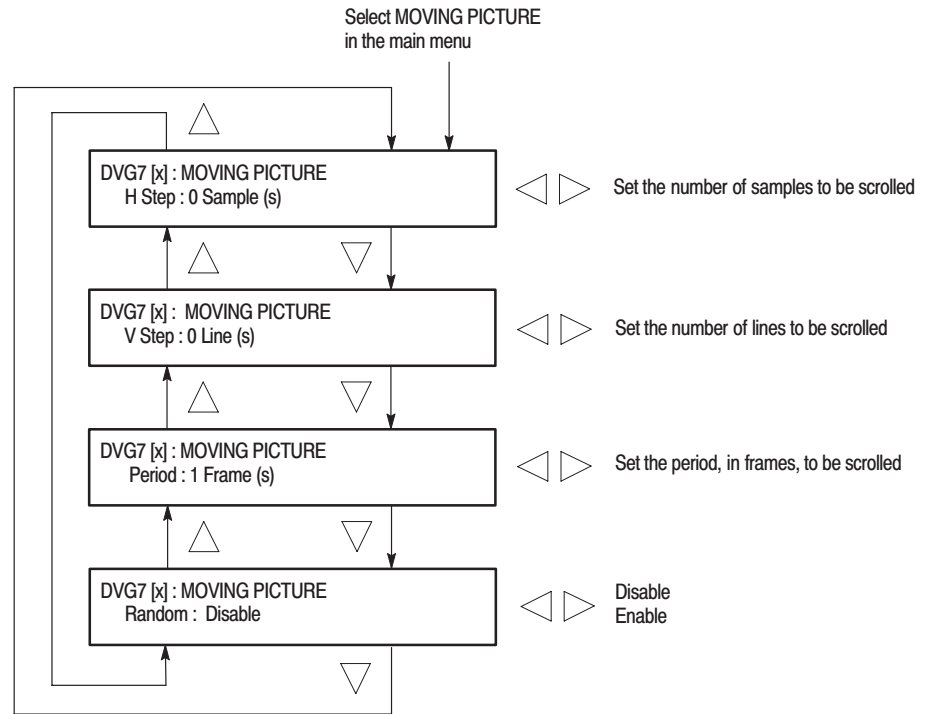 Select MOVING PICTURE
in the main menu
DVG7 [x] : MOVING PICTURE
H Step : 0 Sample (s)
Set the number of samples to be scrolled
DVG7 [x] : MOVING PICTURE
V Step : 0 Line (s)
Set the number of lines to be scrolled
DVG7 [x] : MOVING PICTURE
Period : 1 Frame (s)
Set the period, in frames, to be scrolled
DVG7 [x] : MOVING PICTURE
Random : Disable
Disable
Enable